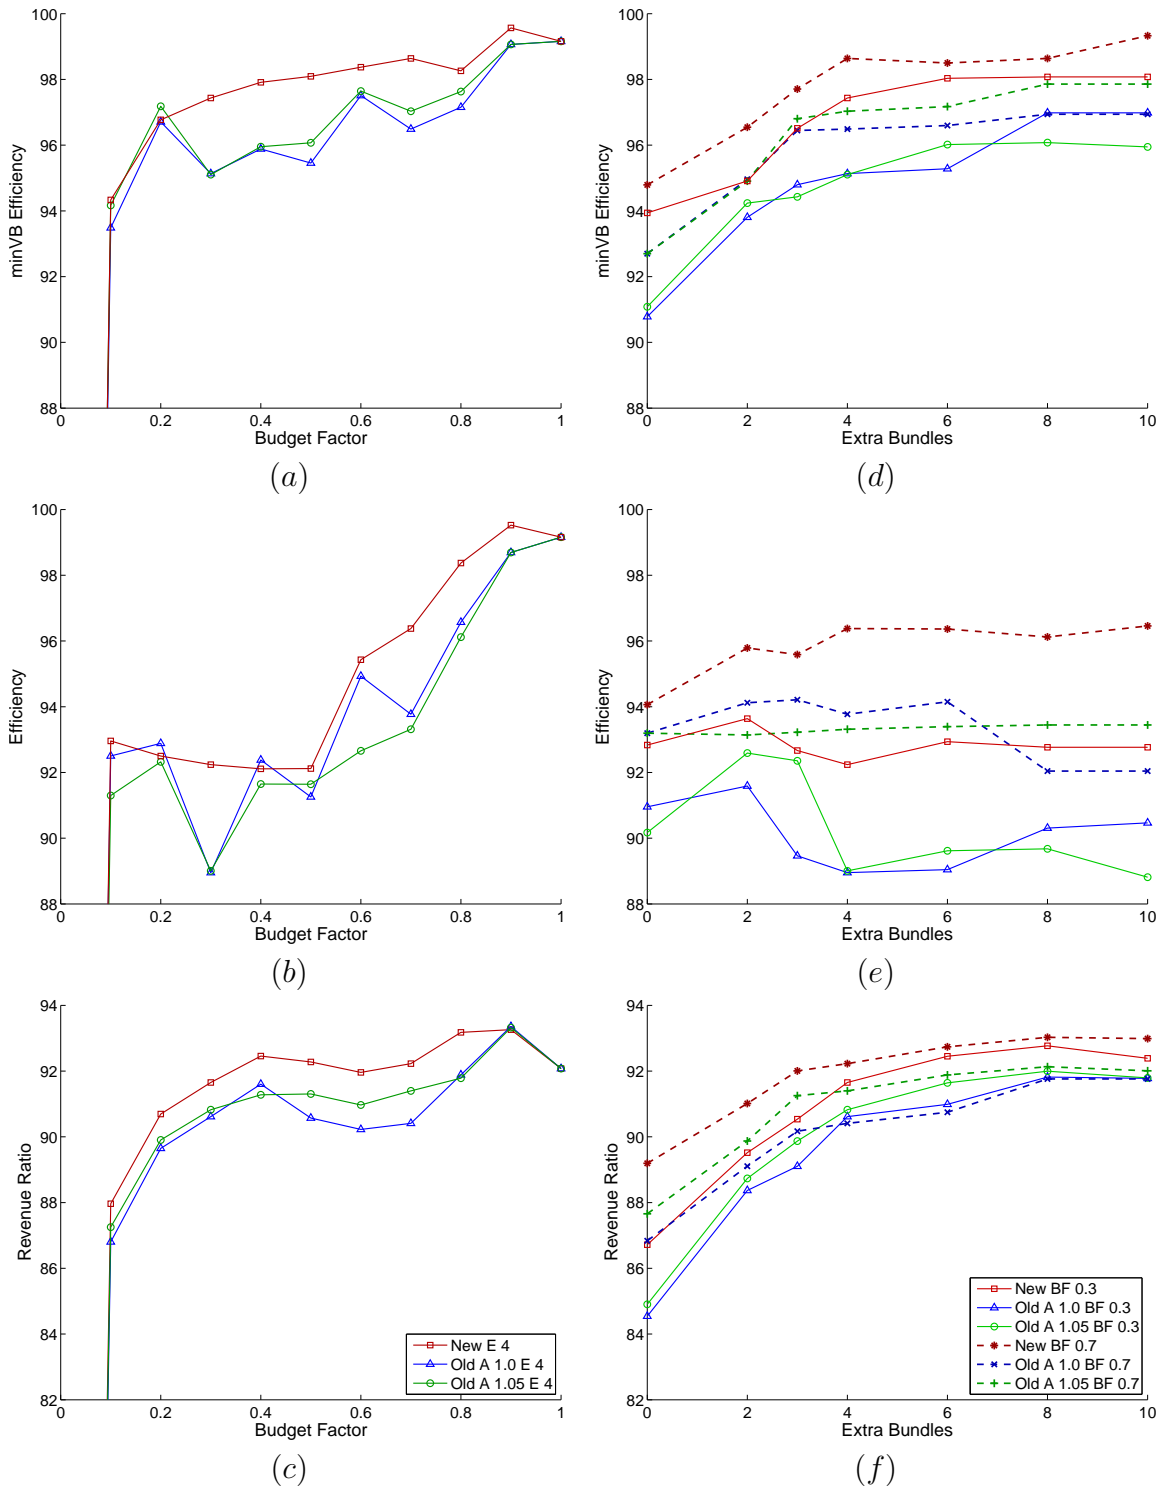 100
98
96
94
92
90
88
minVB Efficiency
0
0.2
0.4
0.6
0.8
1
Budget Factor
(a)
100
98
96
94
92
90
88
minVB Efficiency
0
2
4
6
8
10
Extra Bundles
(d)
100
98
96
94
92
90
88
Efficiency
0
0.2
0.4
0.6
0.8
1
Budget Factor
(b)
100
98
96
94
92
90
88
Efficiency
0
2
4
6
8
10
Extra Bundles
(e)
94
92
90
88
86
84
82
Revenue Ratio
New E 4
Old A 1.0 E 4
Old A 1.05 E 4
0
0.2
0.4
0.6
0.8
1
Budget Factor
(c)
94
92
90
88
86
84
82
Revenue Ratio
New BF 0.3
Old A 1.0 BF 0.3
Old A 1.05 BF 0.3
New BF 0.7
Old A 1.0 BF 0.7
Old A 1.05 BF 0.7
0
2
4
6
8
10
Extra Bundles
(f)